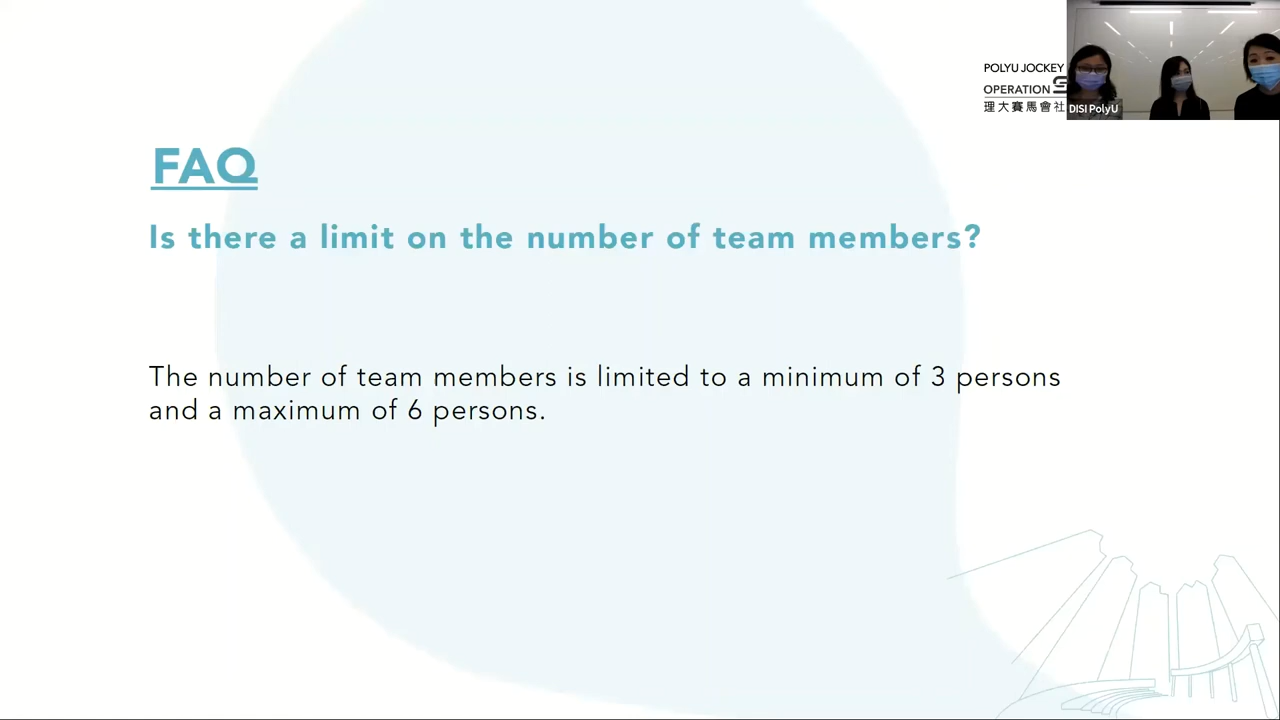 POLYU JOCKEY
OPERATION
理大賽馬會社
DISI PolyU
FAQ
Is there a limit on the number of team members?
The number of team members is limited to a minimum of 3 persons
and a maximum of 6 persons.